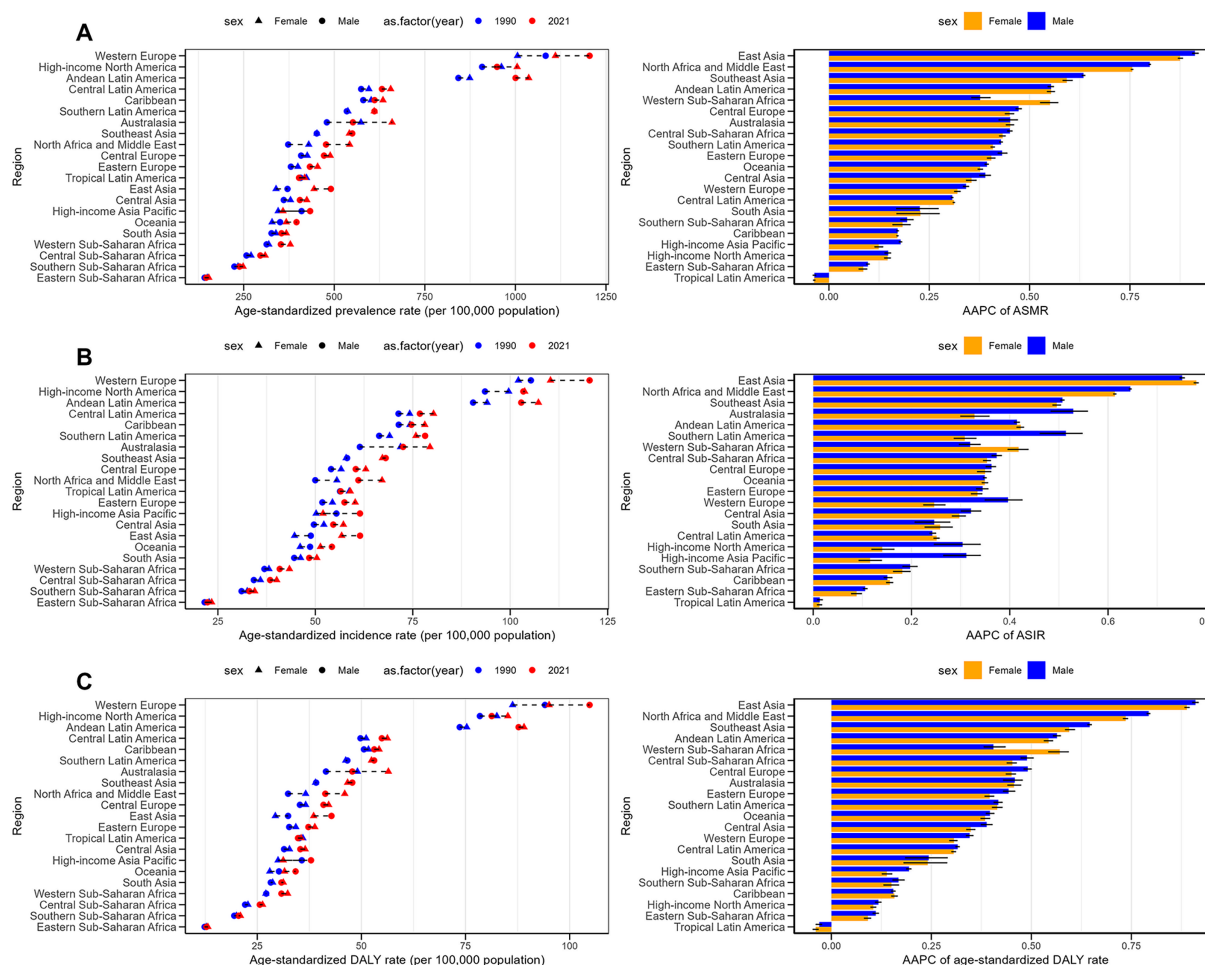 A
sex Female Male as.factor(year) 1990 2021
Region
Western Europe
High-income North America
Andean Latin America
Central Latin America
Caribbean
Southern Latin America
Australasia
Southeast Asia
North Africa and Middle East
Central Europe
Eastern Europe
Tropical Latin America
East Asia
Central Asia
High-income Asia Pacific
Oceania
South Asia
Western Sub-Saharan Africa
Central Sub-Saharan Africa
Southern Sub-Saharan Africa
Eastern Sub-Saharan Africa
250 500 750 1000 1250
Age-standardized prevalence rate (per 100,000 population)
sex Female Male
Region
East Asia
North Africa and Middle East
Southeast Asia
Andean Latin America
Western Sub-Saharan Africa
Central Europe
Australasia
Central Sub-Saharan Africa
Southern Latin America
Eastern Europe
Oceania
Central Asia
Western Europe
Central Latin America
South Asia
Southern Sub-Saharan Africa
Caribbean
High-income Asia Pacific
High-income North America
Eastern Sub-Saharan Africa
Tropical Latin America
0.00 0.25 0.50 0.75
AAPC of ASMR
B
sex Female Male as.factor(year) 1990 2021
Region
Western Europe
High-income North America
Andean Latin America
Central Latin America
Caribbean
Southern Latin America
Australasia
Southeast Asia
Central Europe
North Africa and Middle East
Tropical Latin America
Eastern Europe
High-income Asia Pacific
Central Asia
East Asia
Oceania
South Asia
Western Sub-Saharan Africa
Central Sub-Saharan Africa
Southern Sub-Saharan Africa
Eastern Sub-Saharan Africa
25 50 75 100 125
Age-standardized incidence rate (per 100,000 population)
sex Female Male
Region
East Asia
North Africa and Middle East
Southeast Asia
Australasia
Andean Latin America
Southern Latin America
Western Sub-Saharan Africa
Central Sub-Saharan Africa
Central Europe
Oceania
Eastern Europe
Western Europe
Central Asia
South Asia
Central Latin America
High-income North America
High-income Asia Pacific
Southern Sub-Saharan Africa
Caribbean
Eastern Sub-Saharan Africa
Tropical Latin America
0.0 0.2 0.4 0.6
AAPC of ASIR
C
sex Female Male as.factor(year) 1990 2021
Region
Western Europe
High-income North America
Andean Latin America
Central Latin America
Caribbean
Southern Latin America
Australasia
Southeast Asia
North Africa and Middle East
Central Europe
East Asia
Eastern Europe
Tropical Latin America
Central Asia
High-income Asia Pacific
Oceania
South Asia
Western Sub-Saharan Africa
Central Sub-Saharan Africa
Southern Sub-Saharan Africa
Eastern Sub-Saharan Africa
25 50 75 100
Age-standardized DALY rate (per 100,000 population)
sex Female Male
Region
East Asia
North Africa and Middle East
Southeast Asia
Andean Latin America
Western Sub-Saharan Africa
Central Sub-Saharan Africa
Central Europe
Australasia
Eastern Europe
Southern Latin America
Oceania
Central Asia
Western Europe
Central Latin America
South Asia
High-income Asia Pacific
Southern Sub-Saharan Africa
Caribbean
High-income North America
Eastern Sub-Saharan Africa
Tropical Latin America
0.00 0.25 0.50 0.75
AAPC of age-standardized DALY rate